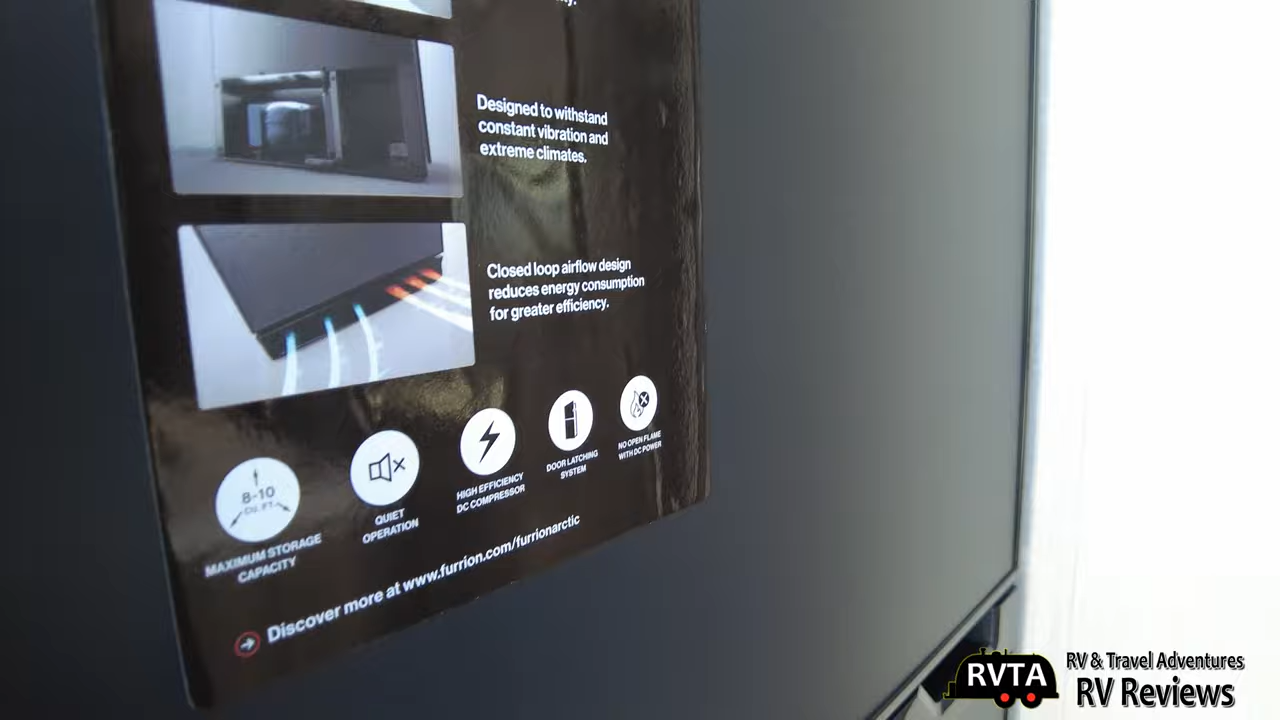 Designed to withstand
constant vibration and
extreme climates.
Closed loop airflow design
reduces energy consumption
for greater efficiency.
8-10
CU. FT.
MAXIMUM STORAGE
CAPACITY
QUIET
OPERATION
HIGH EFFICIENCY
DC COMPRESSOR
DOOR LATCHING
SYSTEM
NO OPEN FLAME
WITH DC POWER
Discover more at www.furrion.com/furrionarctic
RVTA
RV & Travel Adventures
RV Reviews